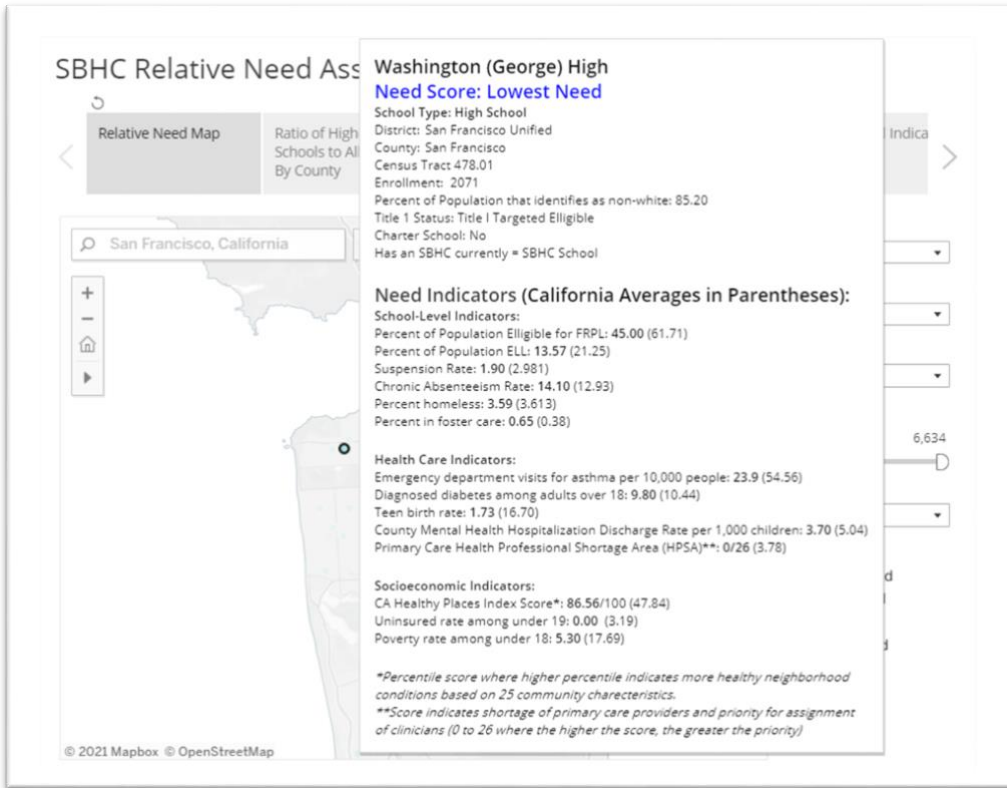 SBHC Relative Need Ass
Relative Need Map
Ratio of High
Schools to Al
By County
l Indica
San Francisco, California
6,634
d
© 2021 Mapbox © OpenStreetMap
Washington (George) High
Need Score: Lowest Need
School Type: High School
District: San Francisco Unified
County: San Francisco
Census Tract 478.01
Enrollment: 2071
Percent of Population that identifies as non-white: 85.20
Title 1 Status: Title I Targeted Elligible
Charter School: No
Has an SBHC currently = SBHC School
Need Indicators (California Averages in Parentheses):
School-Level Indicators:
Percent of Population Elligible for FRPL: 45.00 (61.71)
Percent of Population ELL: 13.57 (21.25)
Suspension Rate: 1.90 (2.981)
Chronic Absenteeism Rate: 14.10 (12.93)
Percent homeless: 3.59 (3.613)
Percent in foster care: 0.65 (0.38)
Health Care Indicators:
Emergency department visits for asthma per 10,000 people: 23.9 (54.56)
Diagnosed diabetes among adults over 18: 9.80 (10.44)
Teen birth rate: 1.73 (16.70)
County Mental Health Hospitalization Discharge Rate per 1,000 children: 3.70 (5.04)
Primary Care Health Professional Shortage Area (HPSA)**: 0/26 (3.78)
Socioeconomic Indicators:
CA Healthy Places Index Score*: 86.56/100 (47.84)
Uninsured rate among under 19: 0.00 (3.19)
Poverty rate among under 18: 5.30 (17.69)
*Percentile score where higher percentile indicates more healthy neighborhood
conditions based on 25 community charecteristics.
**Score indicates shortage of primary care providers and priority for assignment
of clinicians (0 to 26 where the higher the score, the greater the priority)